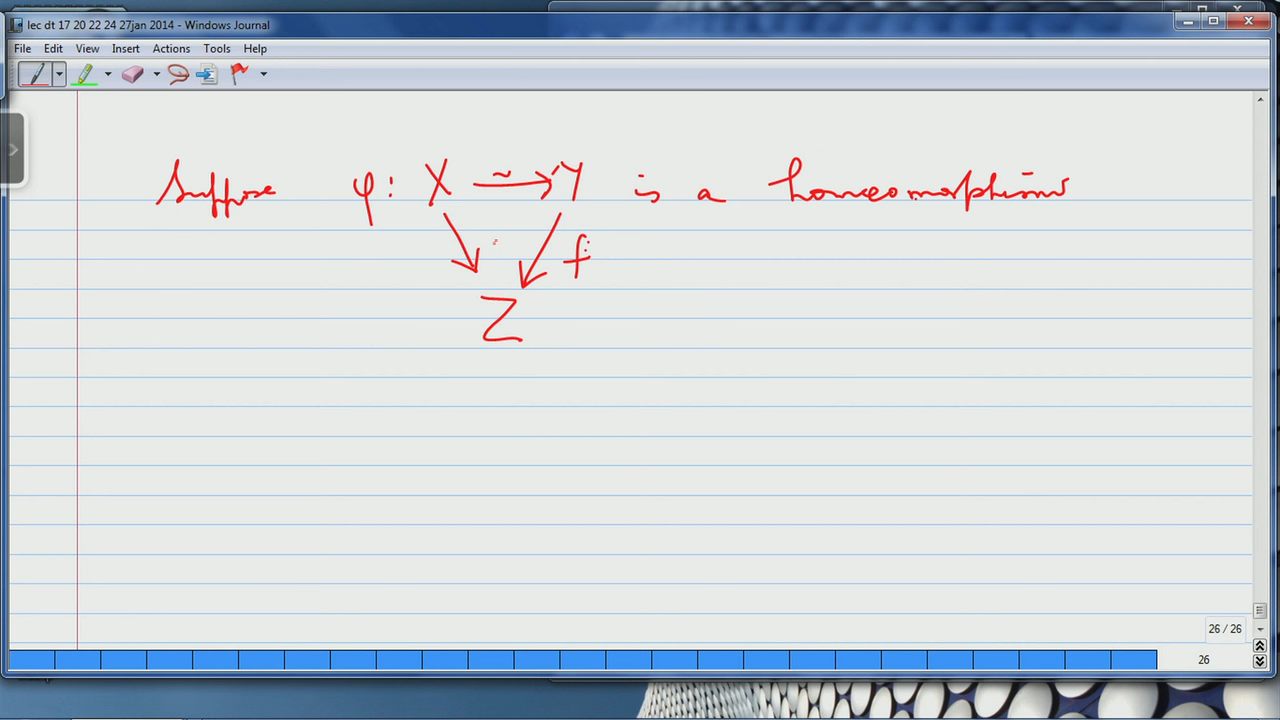 lec dt 17 20 22 24 27jan 2014 - Windows Journal
File Edit View Insert Actions Tools Help
Suppose φ: X ⥲ Y is a homeomorphism
f
Z
26 / 26
26